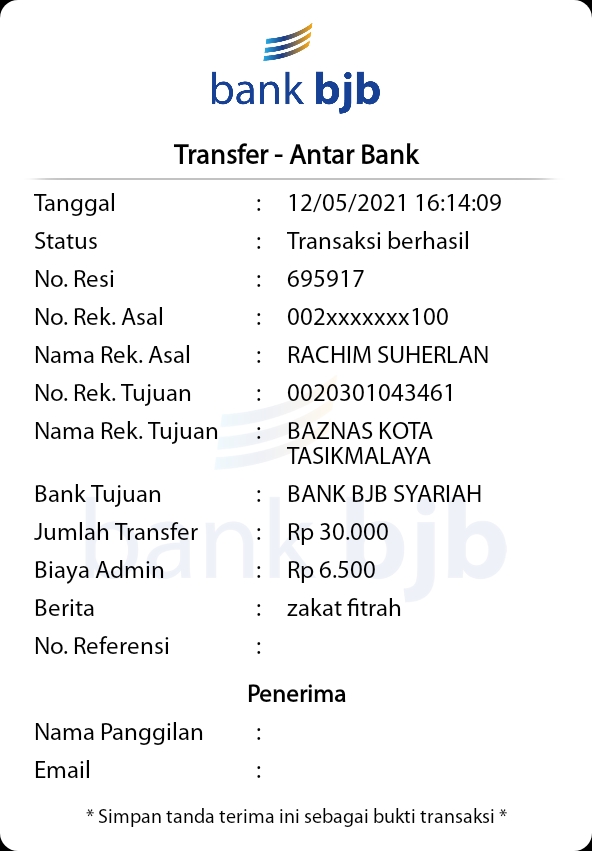 bank bjb
Transfer - Antar Bank
Tanggal : 12/05/2021 16:14:09
Status : Transaksi berhasil
No. Resi : 695917
No. Rek. Asal : 002xxxxxxx100
Nama Rek. Asal : RACHIM SUHERLAN
No. Rek. Tujuan : 0020301043461
Nama Rek. Tujuan : BAZNAS KOTA
TASIKMALAYA
Bank Tujuan : BANK BJB SYARIAH
Jumlah Transfer : Rp 30.000
Biaya Admin : Rp 6.500
Berita : zakat fitrah
No. Referensi :
Penerima
Nama Panggilan :
Email :
* Simpan tanda terima ini sebagai bukti transaksi *
bank bjb